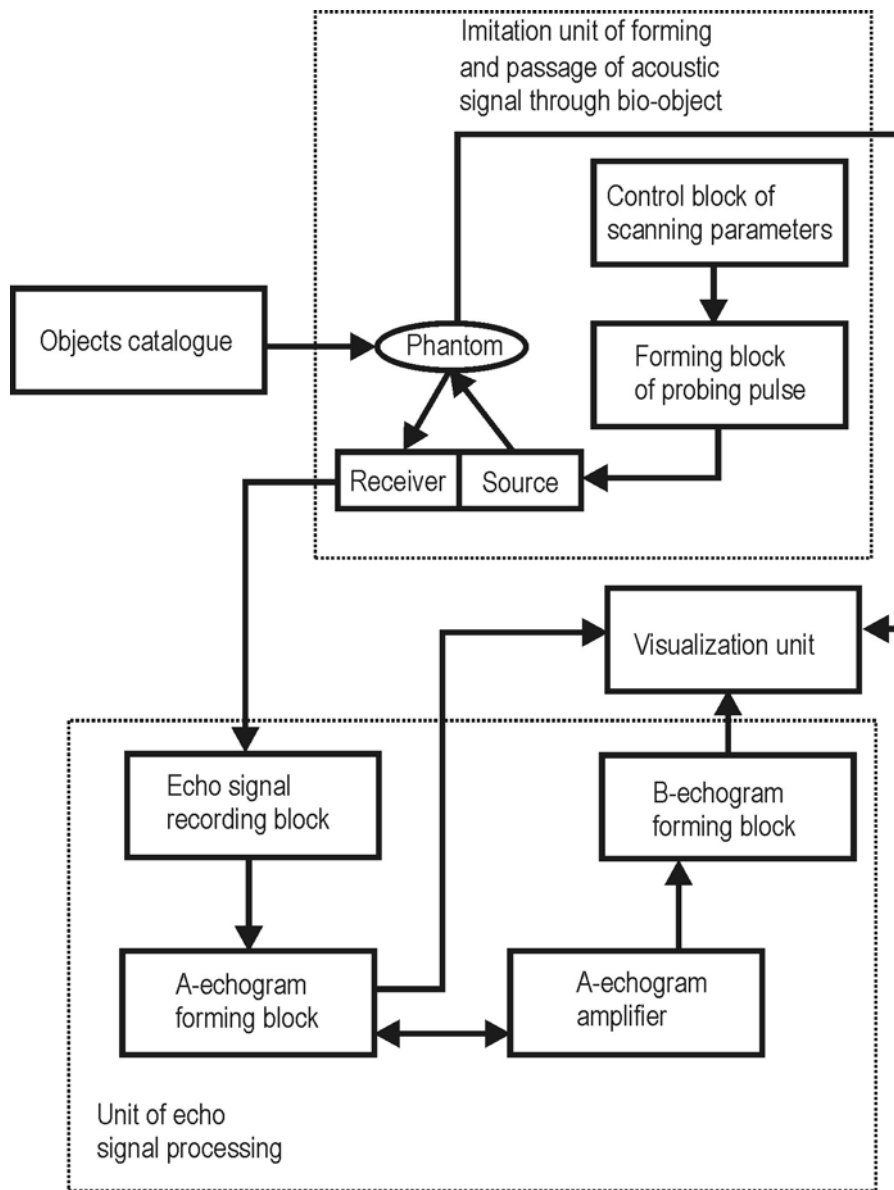 Imitation unit of forming
and passage of acoustic
signal through bio-object
Control block of
scanning parameters
Objects catalogue
Phantom
Forming block
of probing pulse
Receiver
Source
Visualization unit
Echo signal
recording block
B-echogram
forming block
A-echogram
forming block
A-echogram
amplifier
Unit of echo
signal processing